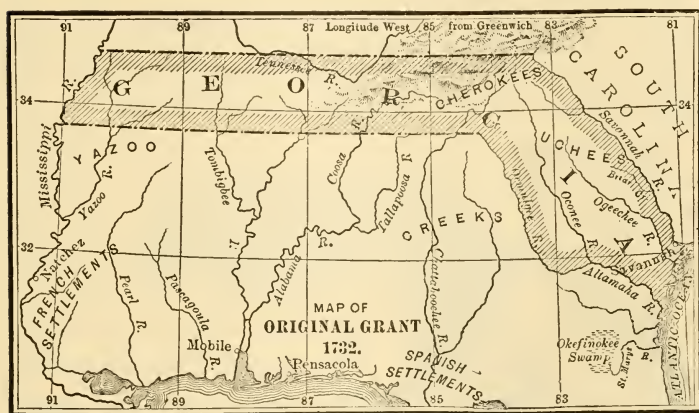 Longitude West from Greenwich
91 89 87 85 83 81
SOUTH
CAROLINA
Tennessee R.
GEORGIA
CHEROKEES
34
34
Savannah R.
Mississippi R.
YAZOO
Yazoo R.
Tombigbee R.
Coosa R.
Tallapoosa R.
UCHEES
Oconee R.
Ogeechee R.
CREEKS
Chattahoochee R.
Alabama R.
32
32
Savannah
Altamaha R.
Natchez
FRENCH
SETTLEMENTS
Pearl R.
Pascagoula R.
Mobile
MAP OF
ORIGINAL GRANT
1732.
Pensacola
SPANISH
SETTLEMENTS
Okefinokee
Swamp
St. Marys R.
ATLANTIC OCEAN
91 89 87 85 83 81